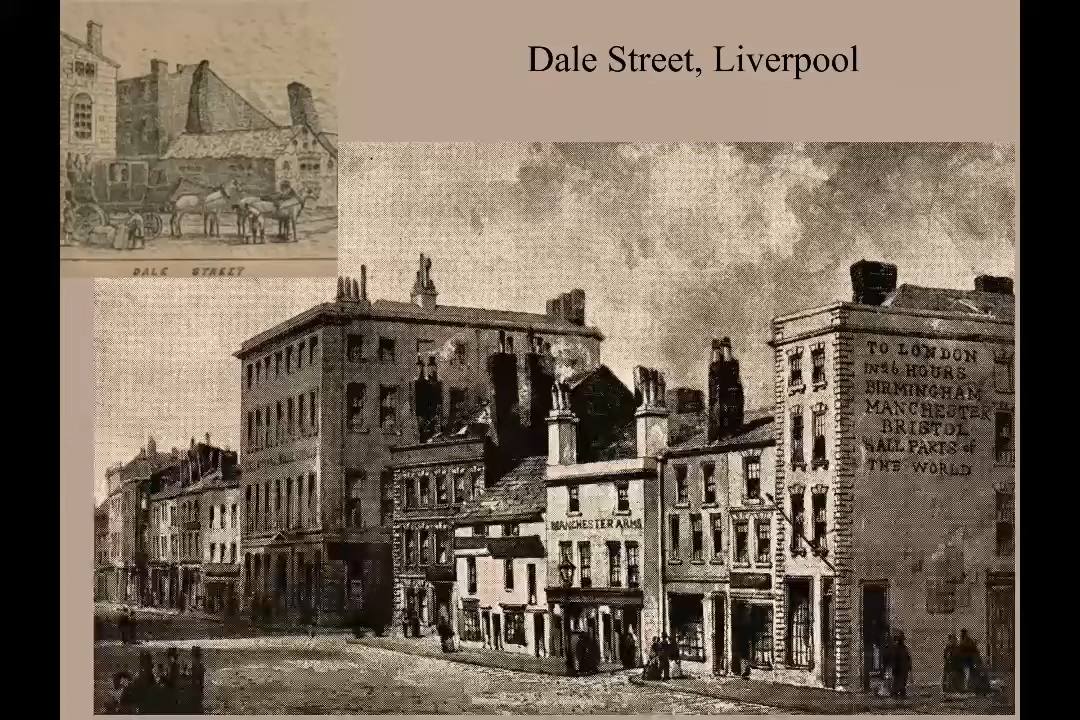 Dale Street, Liverpool
DALE STREET
MANCHESTER ARMS
TO LONDON
IN 26 HOURS
BIRMINGHAM
MANCHESTER
BRISTOL
& ALL PARTS of
THE WORLD